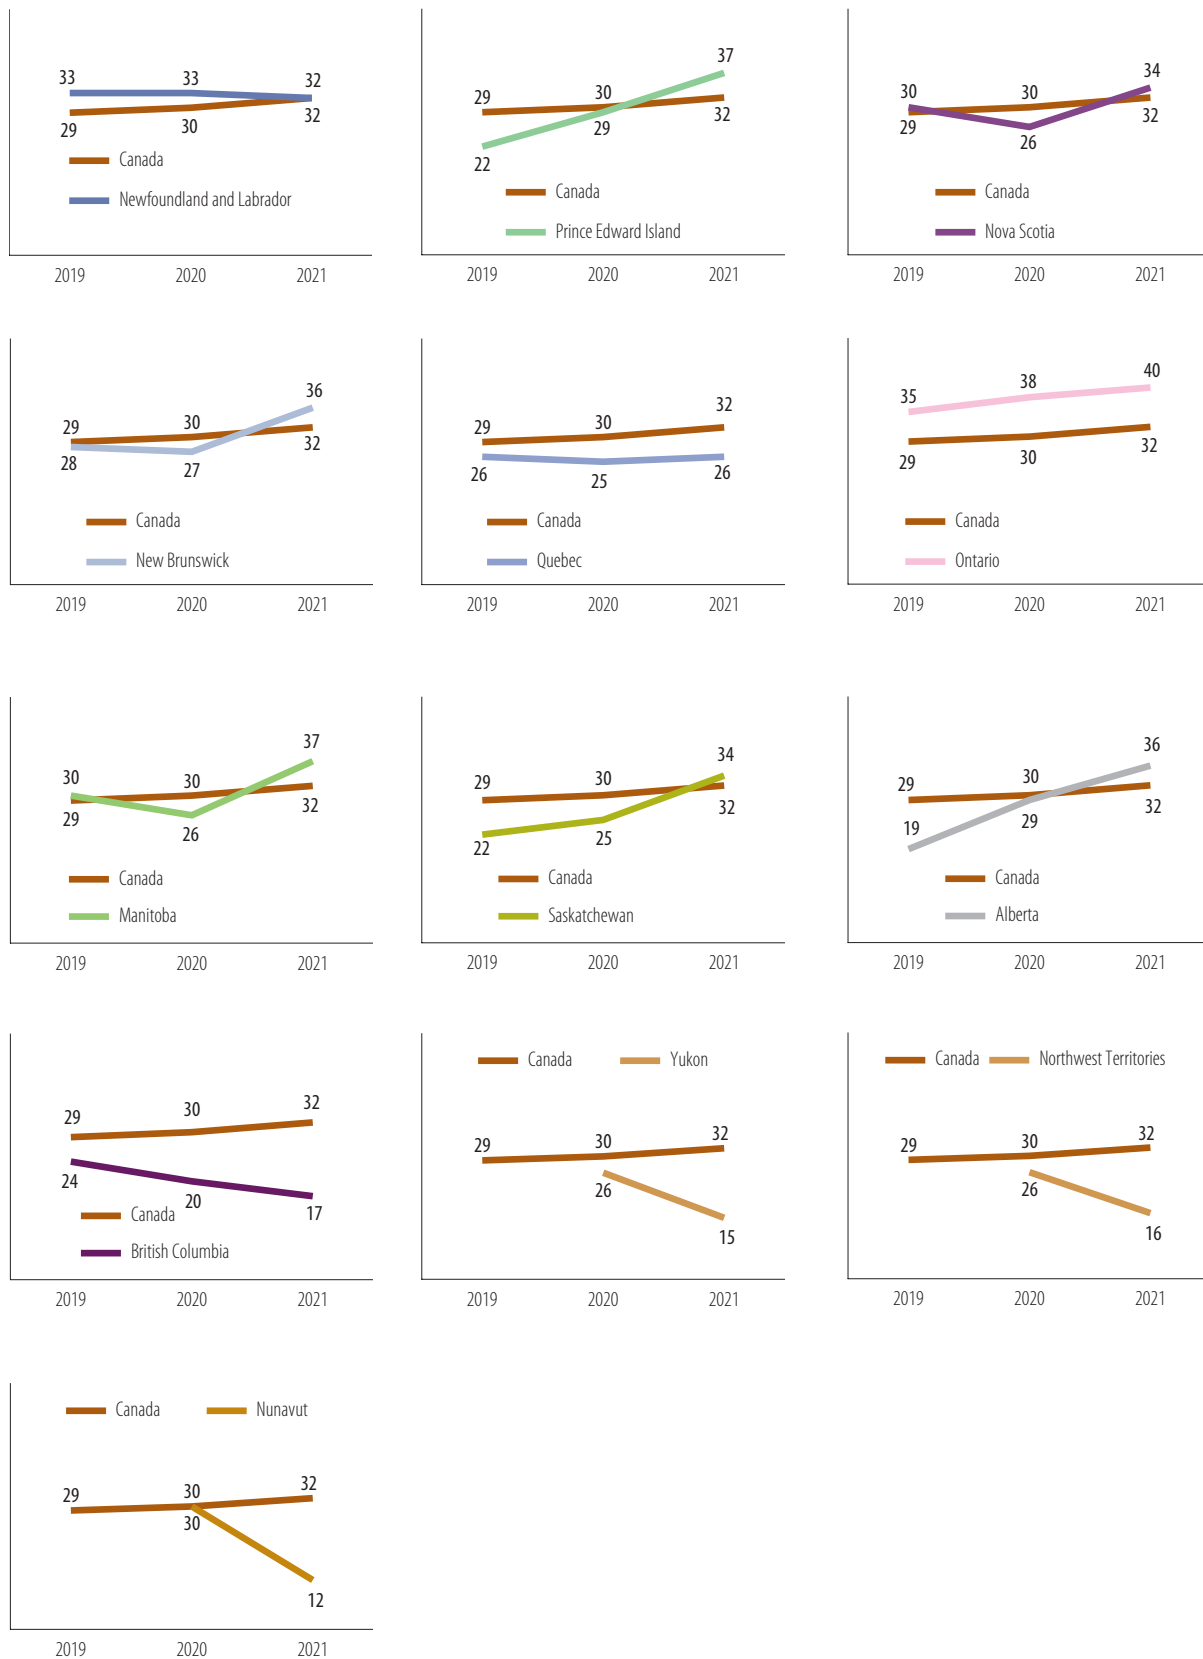 33 33 32
29 30 32
Canada
Newfoundland and Labrador
2019 2020 2021
29 30 37
22 29 32
Canada
Prince Edward Island
2019 2020 2021
30 30 34
29 26 32
Canada
Nova Scotia
2019 2020 2021
29 30 36
28 27 32
Canada
New Brunswick
2019 2020 2021
29 30 32
26 25 26
Canada
Quebec
2019 2020 2021
35 38 40
29 30 32
Canada
Ontario
2019 2020 2021
30 30 37
29 26 32
Canada
Manitoba
2019 2020 2021
29 30 34
22 25 32
Canada
Saskatchewan
2019 2020 2021
29 30 36
19 29 32
Canada
Alberta
2019 2020 2021
29 30 32
24 20 17
Canada
British Columbia
2019 2020 2021
Canada Yukon
29 30 32
26 15
2019 2020 2021
Canada Northwest Territories
29 30 32
26 16
2019 2020 2021
Canada Nunavut
29 30 32
30 12
2019 2020 2021